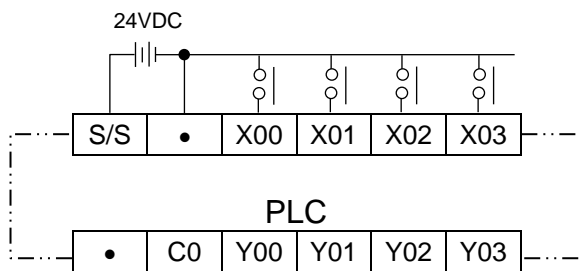 24VDC
S/S • X00 X01 X02 X03
PLC
• C0 Y00 Y01 Y02 Y03